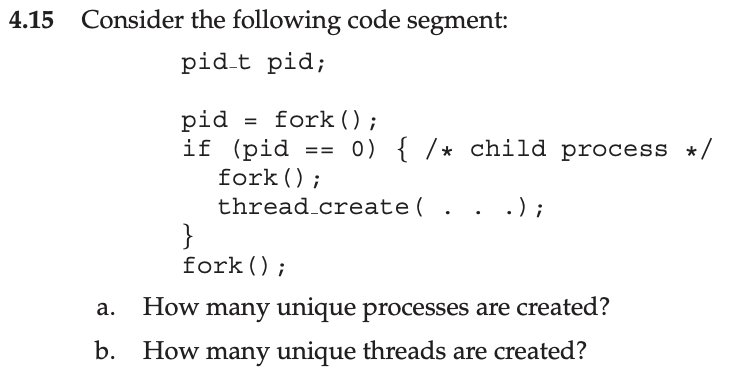 4.15 Consider the following code segment:
pid_t pid;
pid = fork();
if (pid == 0) { /* child process */
fork();
thread_create( . . .);
}
fork();
a. How many unique processes are created?
b. How many unique threads are created?